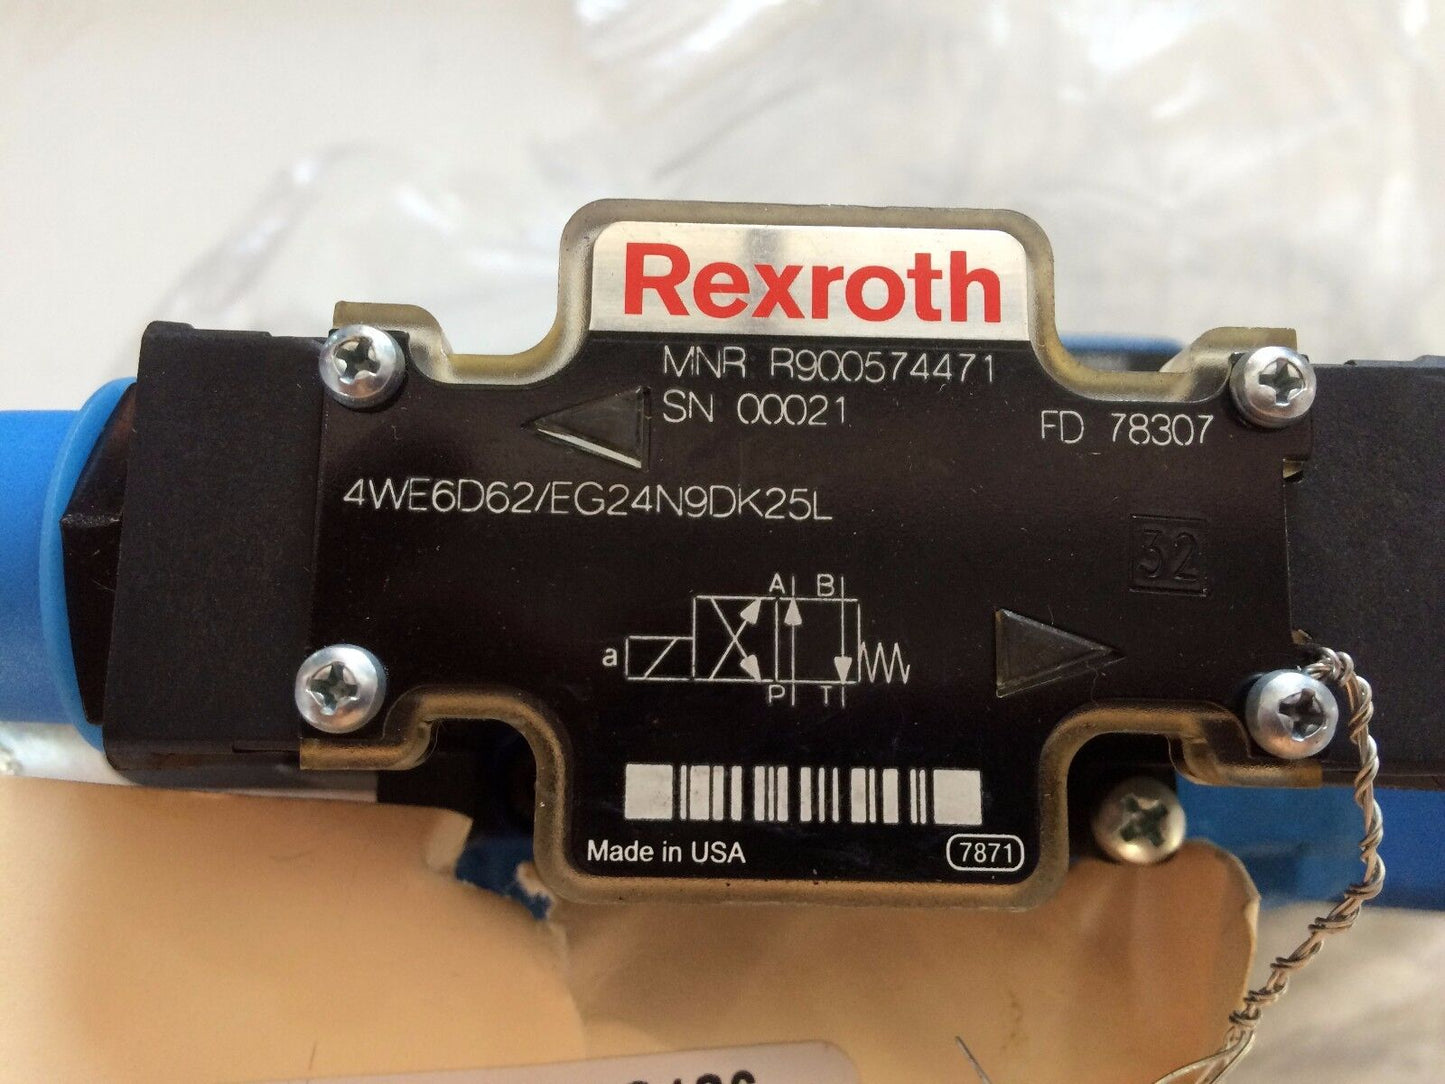 Rexroth
MNR R900574471
SN 00021
FD 78307
4WE6D62/EG24N9DK25L
32
A B
a
P T
Made in USA
7871